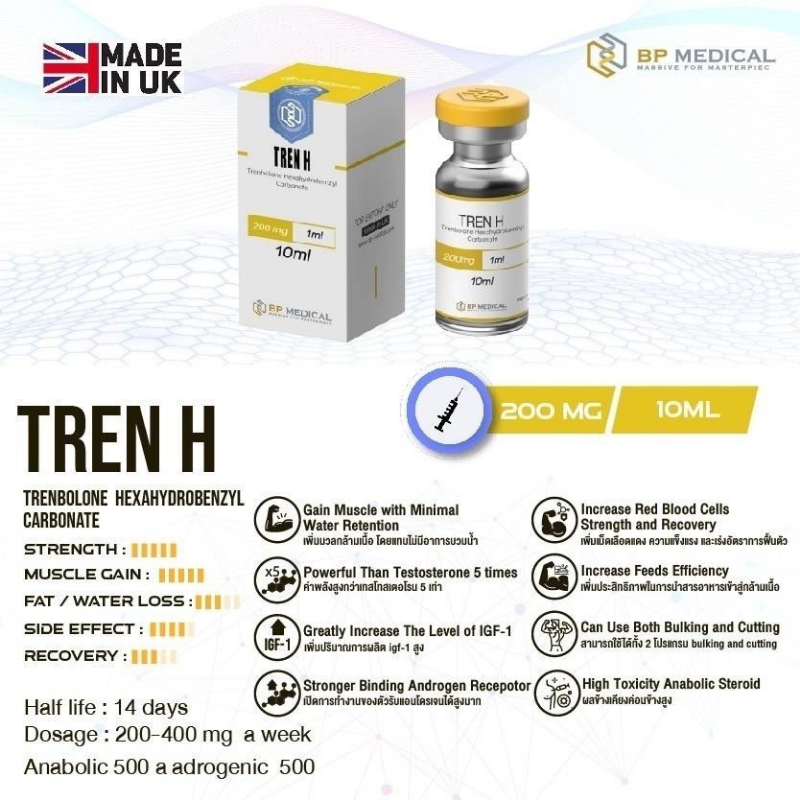 MADE
IN UK
BP MEDICAL
MASSIVE FOR MASTERPIEC
TREN H
Trenbolone Hexahydrobenzyl
Carbonate
200 mg 1ml
10ml
BP MEDICAL
FOR EXPORT ONLY
TREN H
Trenbolone Hexahydrobenzyl
Carbonate
200mg 1ml
10ml
BP MEDICAL
200 MG 10ML
TREN H
TRENBOLONE HEXAHYDROBENZYL
CARBONATE
STRENGTH :
MUSCLE GAIN :
FAT / WATER LOSS :
SIDE EFFECT :
RECOVERY :
Half life : 14 days
Dosage : 200-400 mg a week
Anabolic 500 a adrogenic 500
Gain Muscle with Minimal
Water Retention
เพิ่มมวลกล้ามเนื้อ โดยแทบไม่มีอาการบวมน้ำ
x5
Powerful Than Testosterone 5 times
ค่าพลังสูงกว่าเทสโทสเตอโรน 5 เท่า
IGF-1
Greatly Increase The Level of IGF-1
เพิ่มปริมาณการผลิต igf-1 สูง
Stronger Binding Androgen Recepotor
เปิดการทำงานของตัวรับแอนโดรเจนได้สูงมาก
Increase Red Blood Cells
Strength and Recovery
เพิ่มเม็ดเลือดแดง ความแข็งแรง และเร่งอัตราการฟื้นตัว
Increase Feeds Efficiency
เพิ่มประสิทธิภาพในการนำสารอาหารเข้าสู่กล้ามเนื้อ
Can Use Both Bulking and Cutting
สามารถใช้ได้ทั้ง 2 โปรแกรม bulking and cutting
High Toxicity Anabolic Steroid
ผลข้างเคียงค่อนข้างสูง